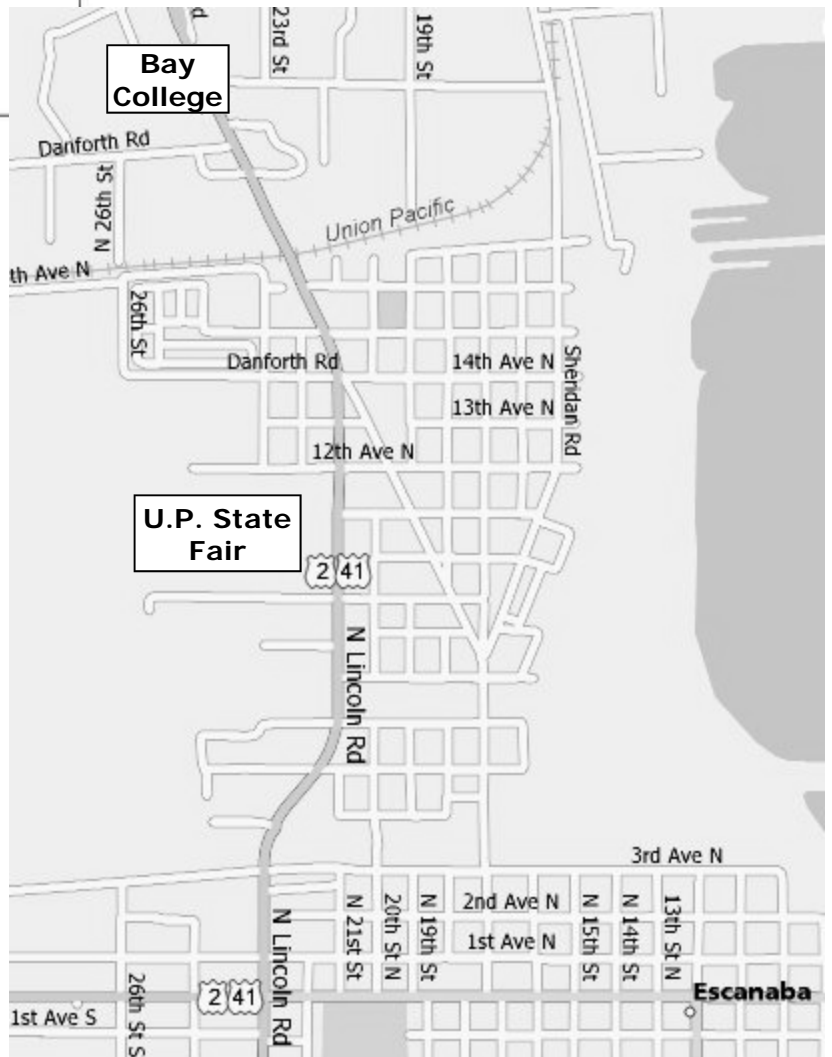 rd
23rd St
19th St
Bay
College
Danforth Rd
N 26th St
Union Pacific
th Ave N
26th St
Danforth Rd
14th Ave N
Sheridan Rd
13th Ave N
12th Ave N
U.P. State
Fair
2 41
N Lincoln Rd
3rd Ave N
N 21st St
20th St N
N 19th St
2nd Ave N
N 15th St
N 14th St
13th St N
1st Ave N
N Lincoln Rd
26th St S
2 41
Escanaba
1st Ave S